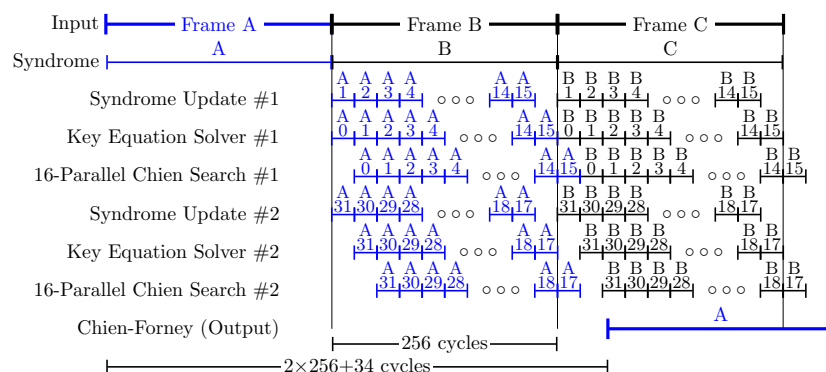 Input Frame A Frame B Frame C
Syndrome A B C
A A A A A A B B B B B B
Syndrome Update #1 1 2 3 4 ○ ○ ○ 14 15 1 2 3 4 ○ ○ ○ 14 15
A A A A A A A B B B B B B B
Key Equation Solver #1 0 1 2 3 4 ○ ○ ○ 14 15 0 1 2 3 4 ○ ○ ○ 14 15
A A A A A A A B B B B B B B
16-Parallel Chien Search #1 0 1 2 3 4 ○ ○ ○ 14 15 0 1 2 3 4 ○ ○ ○ 14 15
A A A A A A B B B B B B
Syndrome Update #2 31 30 29 28 ○ ○ ○ 18 17 31 30 29 28 ○ ○ ○ 18 17
A A A A A A B B B B B B
Key Equation Solver #2 31 30 29 28 ○ ○ ○ 18 17 31 30 29 28 ○ ○ ○ 18 17
A A A A A A B B B B B B
16-Parallel Chien Search #2 31 30 29 28 ○ ○ ○ 18 17 31 30 29 28 ○ ○ ○ 18 17
Chien-Forney (Output) A
256 cycles
2×256+34 cycles